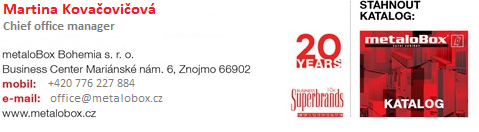 Martina Kovačovičová
Chief office manager
metaloBox Bohemia s. r. o.
Business Center Mariánské nám. 6, Znojmo 66902
mobil: +420 776 227 884
e-mail: office@metalobox.cz
www.metalobox.cz
20
YEARS
BUSINESS
Superbrands
STÁHNOUT
KATALOG:
metaloBox
KATALOG